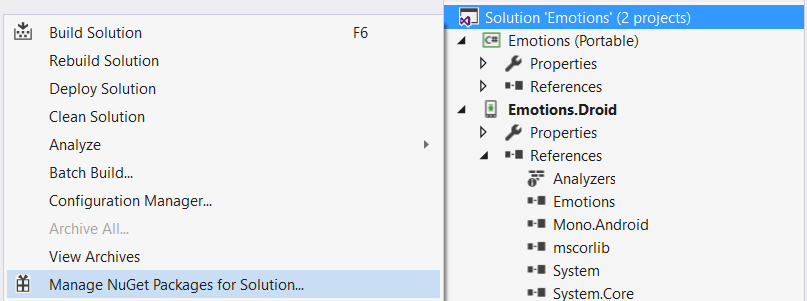 Build Solution F6
Rebuild Solution
Deploy Solution
Clean Solution
Analyze
Batch Build...
Configuration Manager...
Archive All...
View Archives
Manage NuGet Packages for Solution...
Solution 'Emotions' (2 projects)
C# Emotions (Portable)
Properties
References
Emotions.Droid
Properties
References
Analyzers
Emotions
Mono.Android
mscorlib
System
System.Core